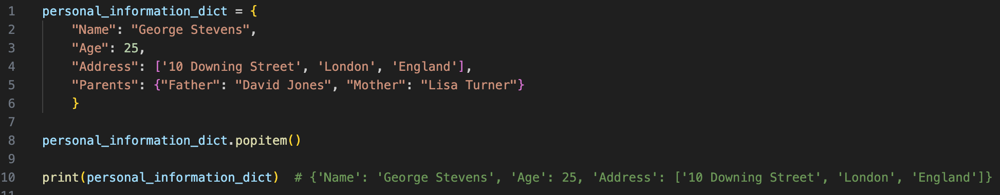 1 personal_information_dict = {
2 "Name": "George Stevens",
3 "Age": 25,
4 "Address": ['10 Downing Street', 'London', 'England'],
5 "Parents": {"Father": "David Jones", "Mother": "Lisa Turner"}
6 }
7
8 personal_information_dict.popitem()
9
10 print(personal_information_dict)  # {'Name': 'George Stevens', 'Age': 25, 'Address': ['10 Downing Street', 'London', 'England']}
11